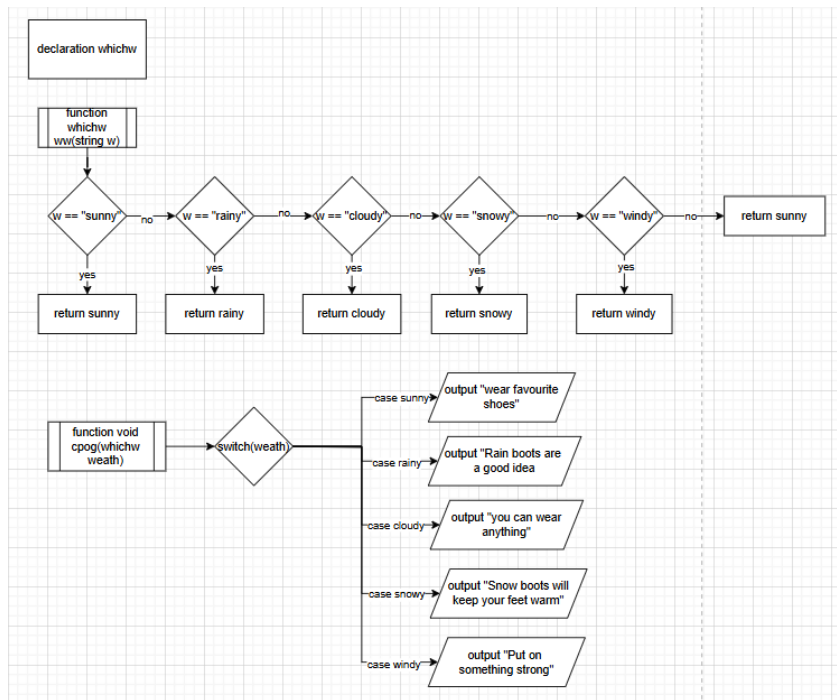 declaration whichw
function
whichw
ww(string w)
w == "sunny"
no
w == "rainy"
no
w == "cloudy"
no
w == "snowy"
no
w == "windy"
no
return sunny
yes
yes
yes
yes
yes
return sunny
return rainy
return cloudy
return snowy
return windy
function void
cpog(whichw
weath)
switch(weath)
case sunny
output "wear favourite
shoes"
case rainy
output "Rain boots are
a good idea
case cloudy
output "you can wear
anything"
case snowy
output "Snow boots will
keep your feet warm"
case windy
output "Put on
something strong"